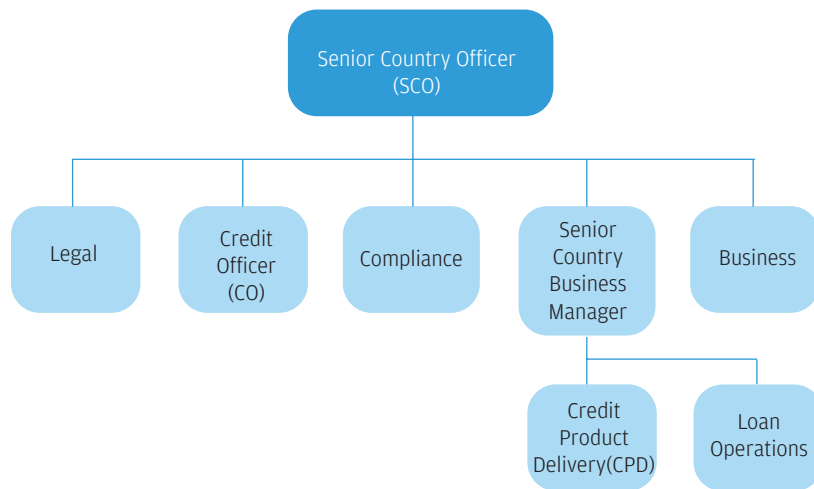 Senior Country Officer
(SCO)
Legal
Credit
Officer
(CO)
Compliance
Senior
Country
Business
Manager
Business
Credit
Product
Delivery(CPD)
Loan
Operations